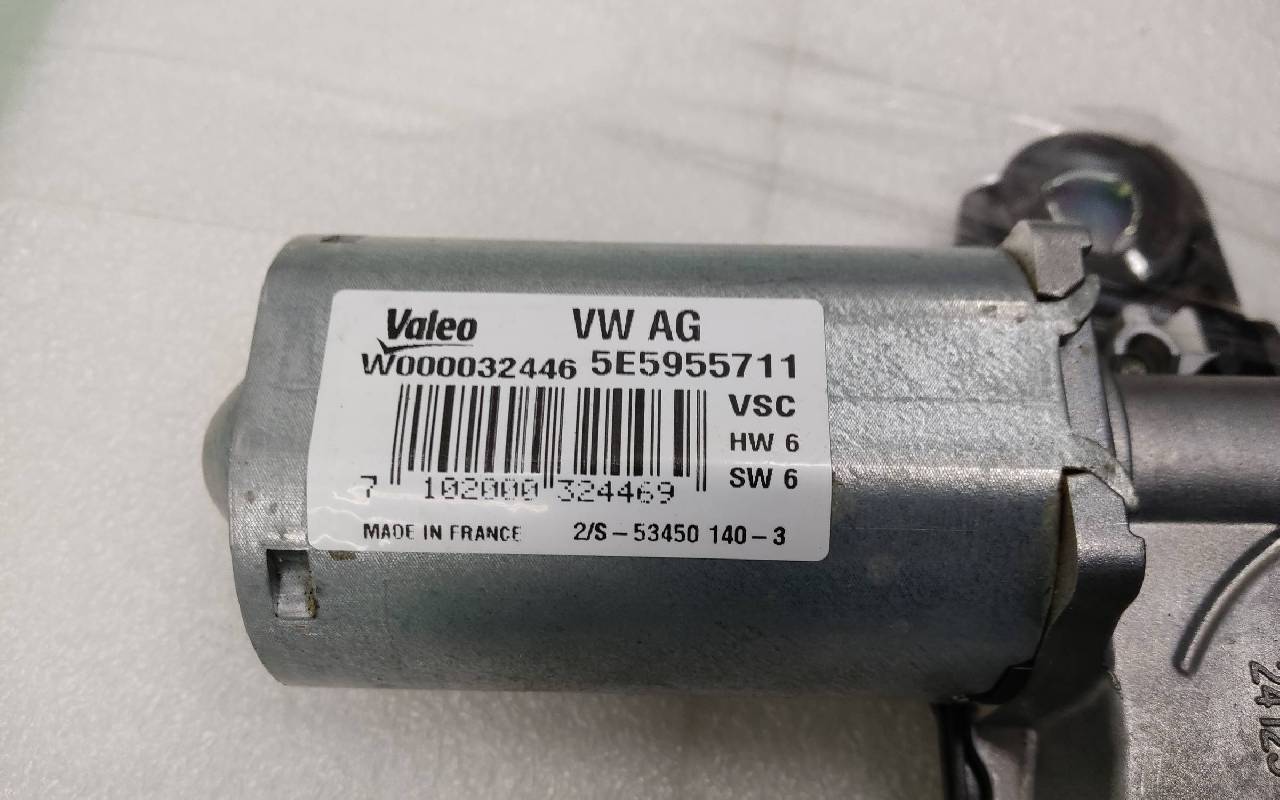 Valeo VW AG
W000032446 5E5955711
VSC
HW 6
SW 6
7 102000 324469
MADE IN FRANCE 2/S-53450 140-3